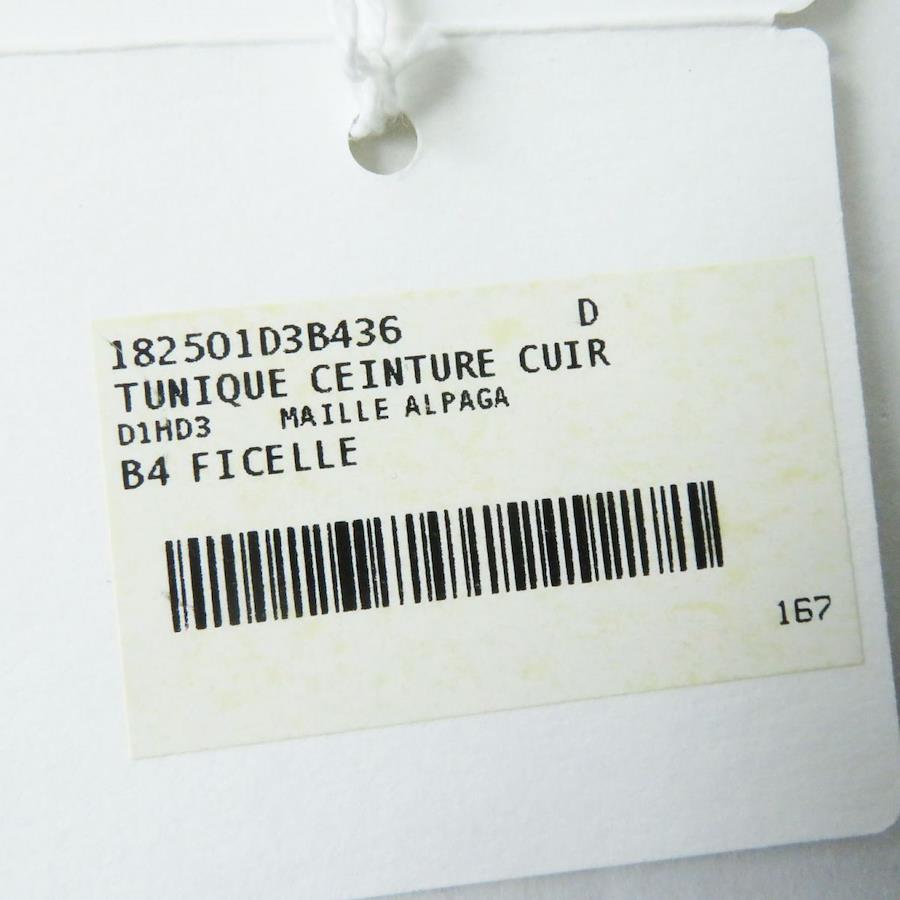 182501D3B436 D
TUNIQUE CEINTURE CUIR
D1HD3 MAILLE ALPAGA
B4 FICELLE
167